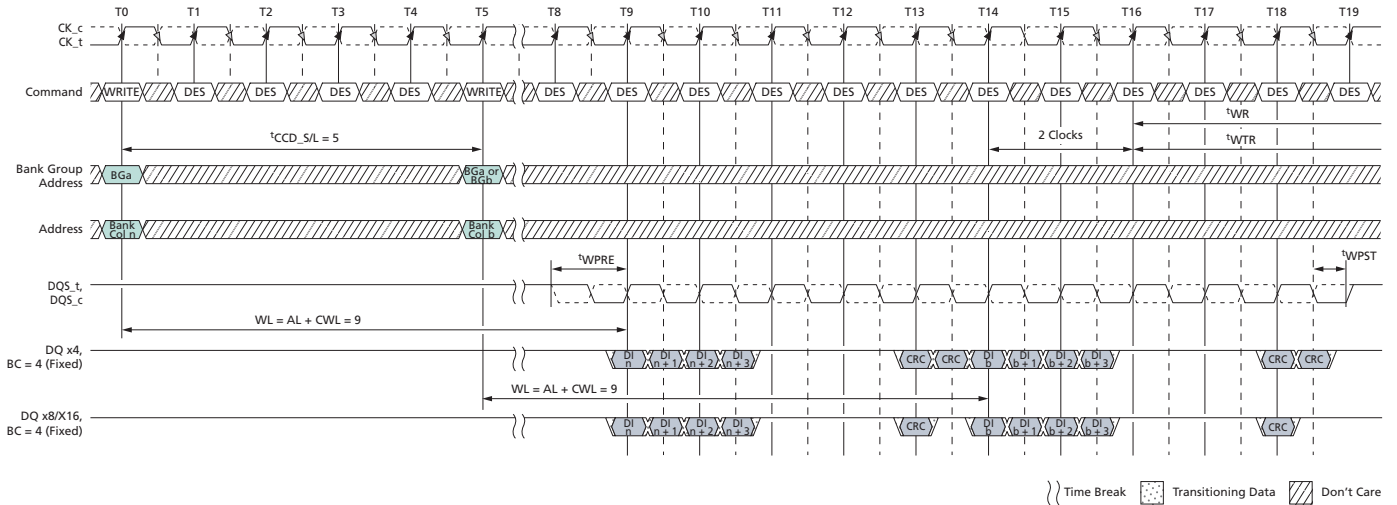 T0 T1 T2 T3 T4 T5 T8 T9 T10 T11 T12 T13 T14 T15 T16 T17 T18 T19
CK_c
CK_t
Command WRITE DES DES DES DES WRITE DES DES DES DES DES DES DES DES DES DES DES DES
tWR
tCCD_S/L = 5 2 Clocks tWTR
Bank Group
Address
BGa BGa or
BGb
Address Bank
Col n
Bank
Col b
tWPRE tWPST
DQS_t,
DQS_c
WL = AL + CWL = 9
DQ x4,
BC = 4 (Fixed)
DI
n
DI
n + 1
DI
n + 2
DI
n + 3
CRC CRC DI
b
DI
b + 1
DI
b + 2
DI
b + 3
CRC CRC
WL = AL + CWL = 9
DQ x8/X16,
BC = 4 (Fixed)
DI
n
DI
n + 1
DI
n + 2
DI
n + 3
CRC DI
b
DI
b + 1
DI
b + 2
DI
b + 3
CRC
Time Break Transitioning Data Don't Care